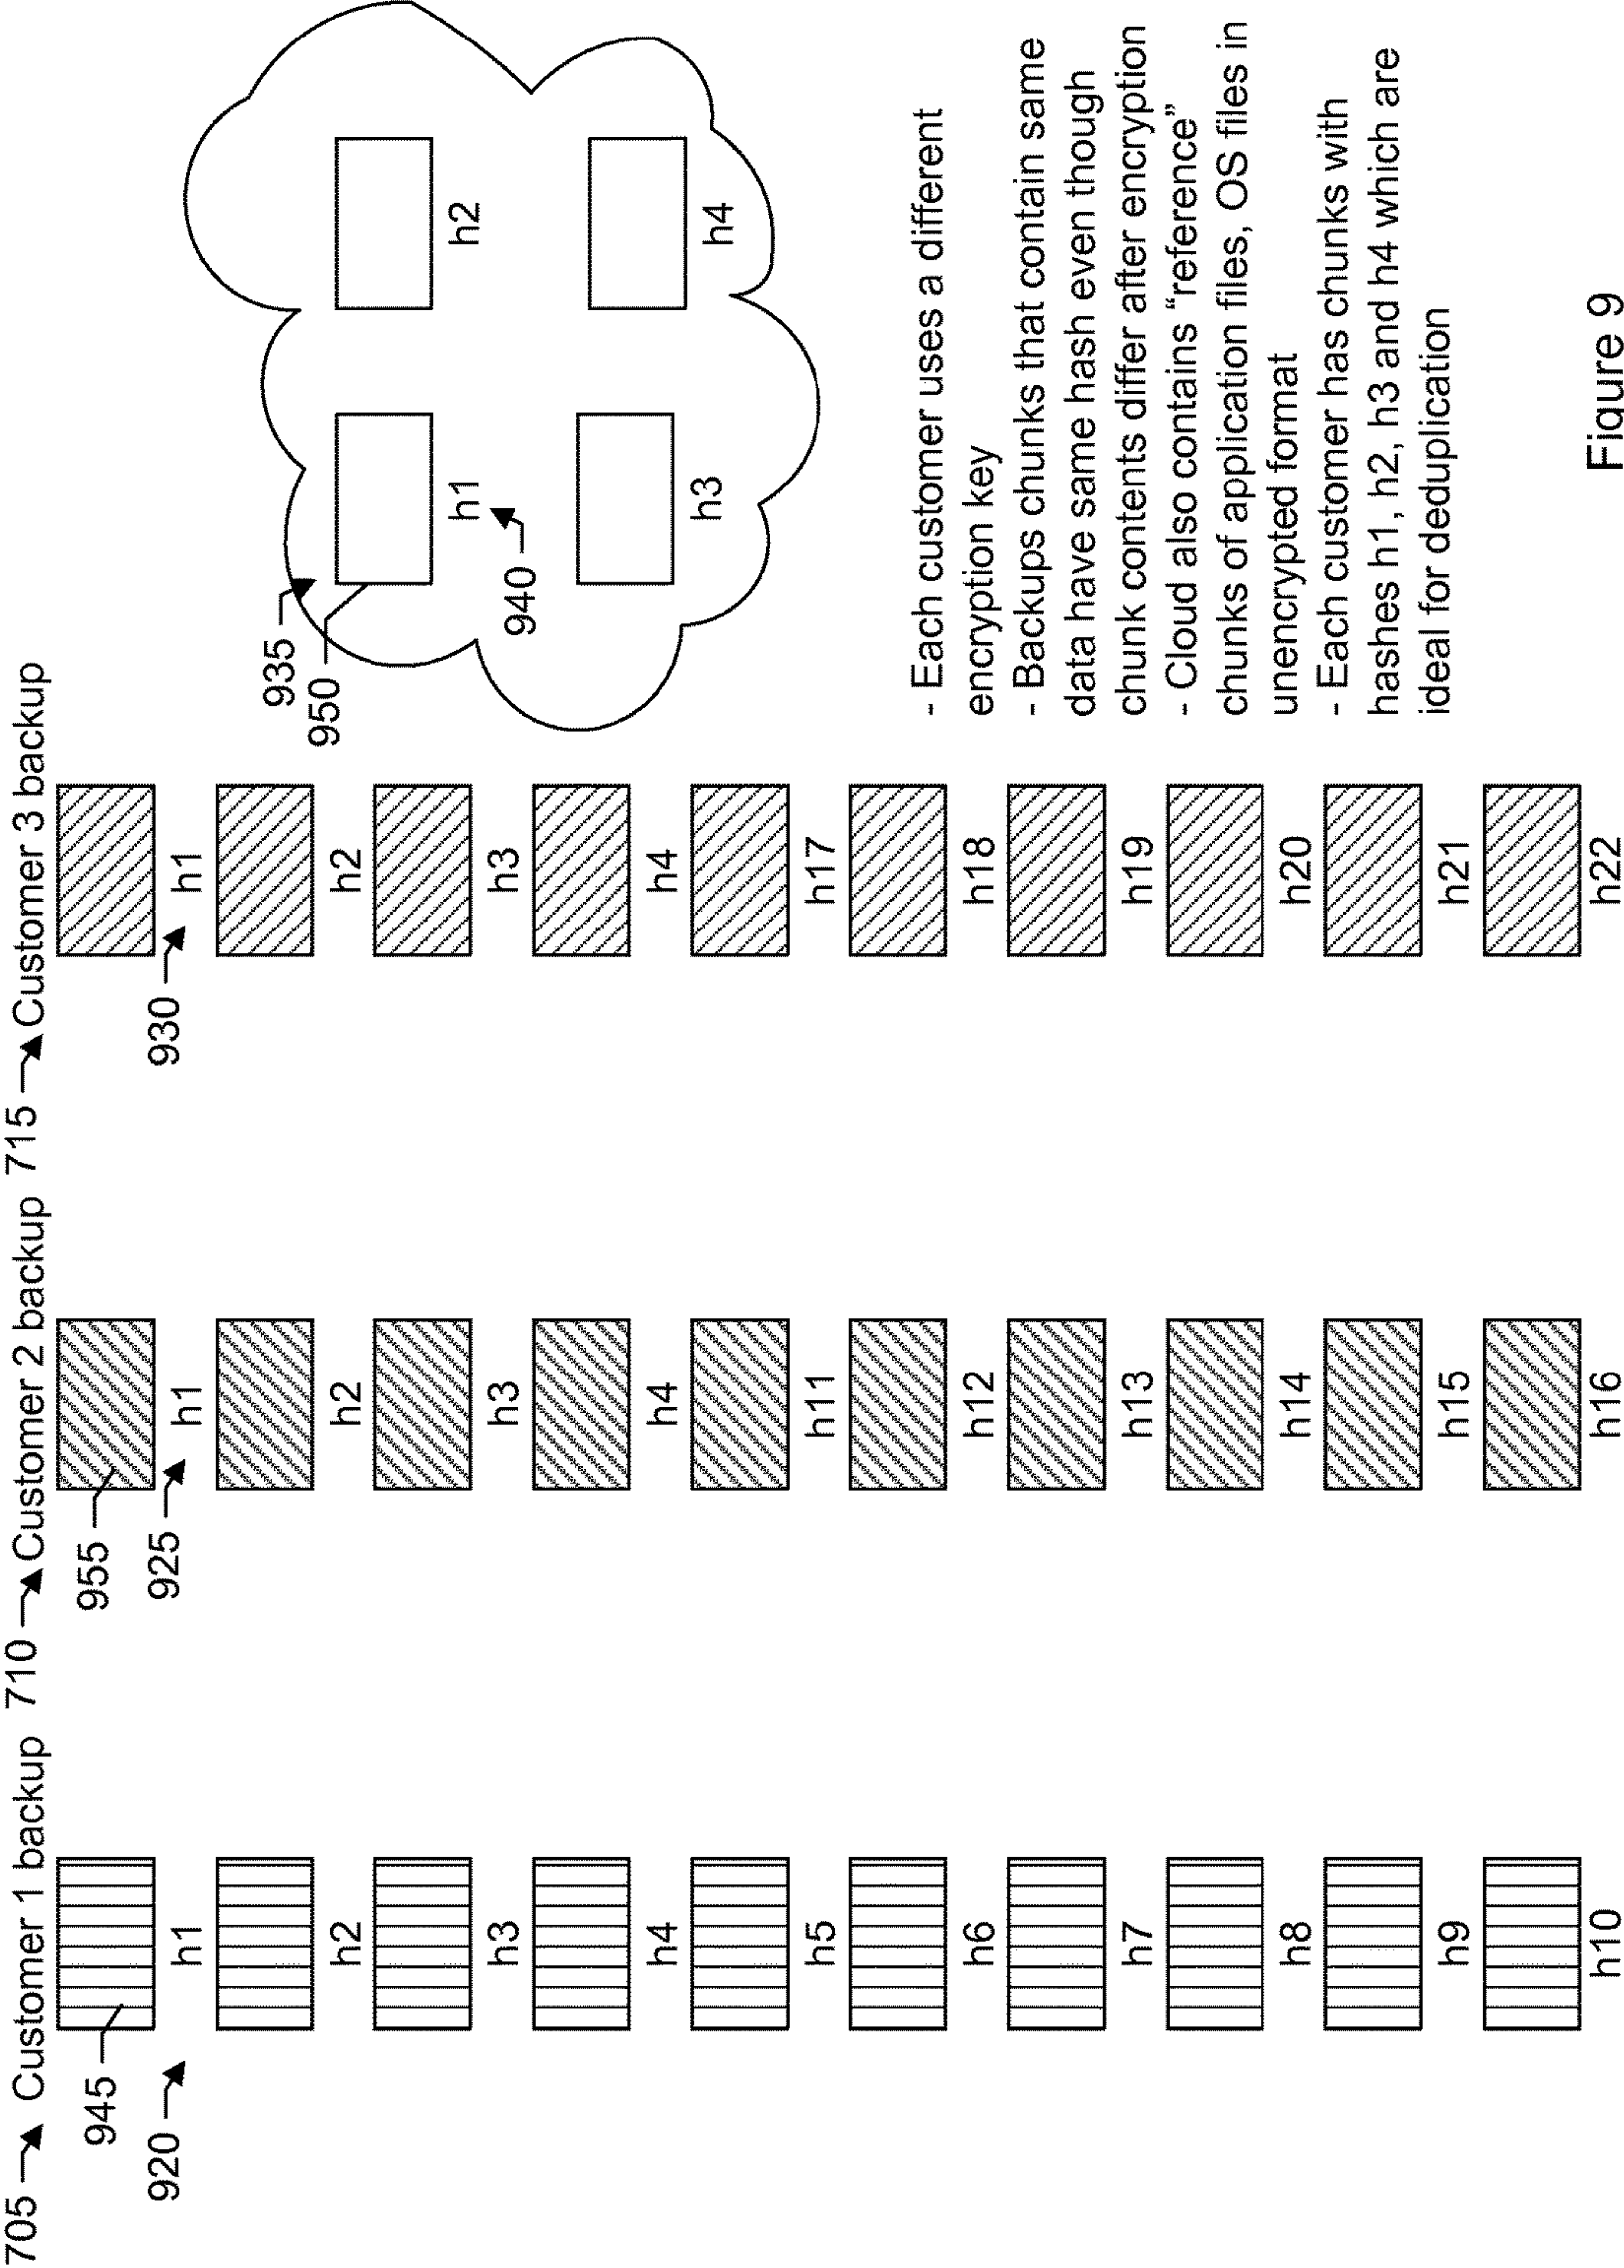 705
Customer 1 backup
945
920
h1
h2
h3
h4
h5
h6
h7
h8
h9
h10
710
Customer 2 backup
955
925
h1
h2
h3
h4
h11
h12
h13
h14
h15
h16
715
Customer 3 backup
930
h1
h2
h3
h4
h17
h18
h19
h20
h21
h22
935
950
h1
h2
940
h3
h4
- Each customer uses a different
encryption key
- Backups chunks that contain same
data have same hash even though
chunk contents differ after encryption
- Cloud also contains “reference”
chunks of application files, OS files in
unencrypted format
- Each customer has chunks with
hashes h1, h2, h3 and h4 which are
ideal for deduplication
Figure 9